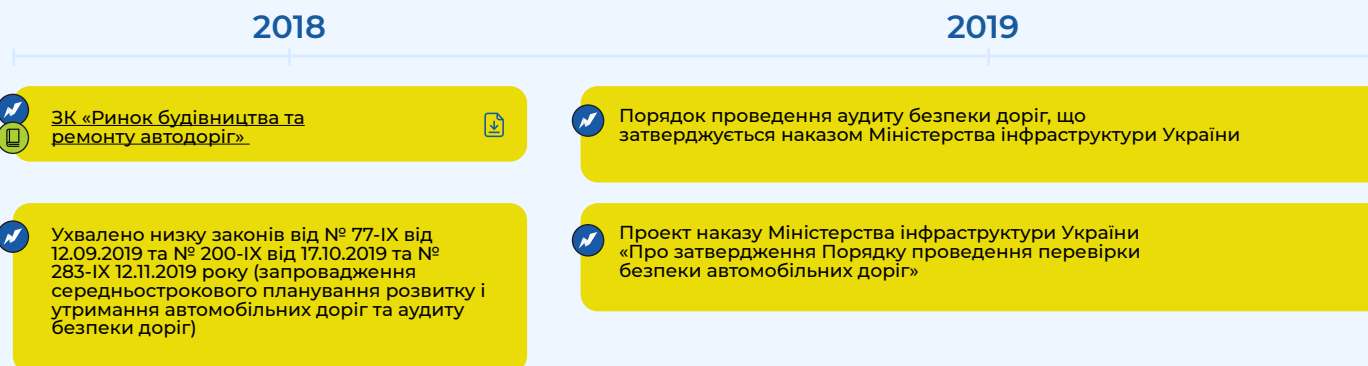 2018
2019
ЗК «Ринок будівництва та
ремонту автодоріг»
Порядок проведення аудиту безпеки доріг, що
затверджується наказом Міністерства інфраструктури України
Ухвалено низку законів від № 77-IX від
12.09.2019 та № 200-IX від 17.10.2019 та №
283-IX 12.11.2019 року (запровадження
середньострокового планування розвитку і
утримання автомобільних доріг та аудиту
безпеки доріг)
Проект наказу Міністерства інфраструктури України
«Про затвердження Порядку проведення перевірки
безпеки автомобільних доріг»